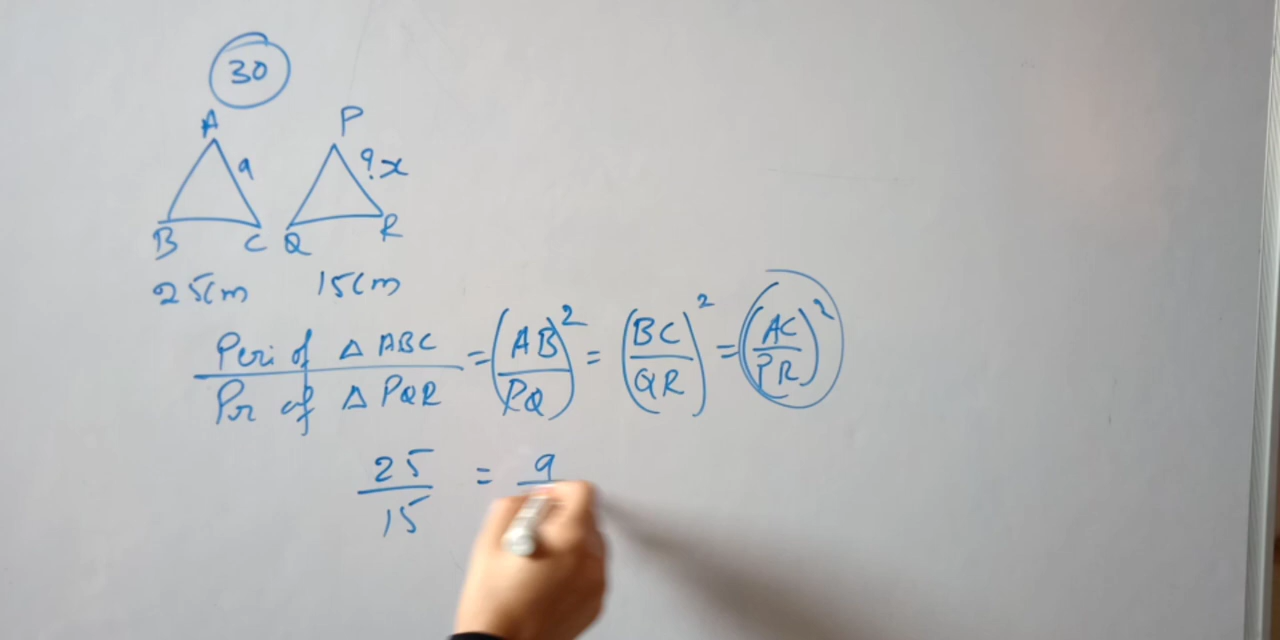 30
A P
9 ?x
B C Q R
25cm 15cm
Peri of △ ABC / Pr of △ PQR = (AB/PQ)² = (BC/QR)² = (AC/PR)²
25/15 = 9